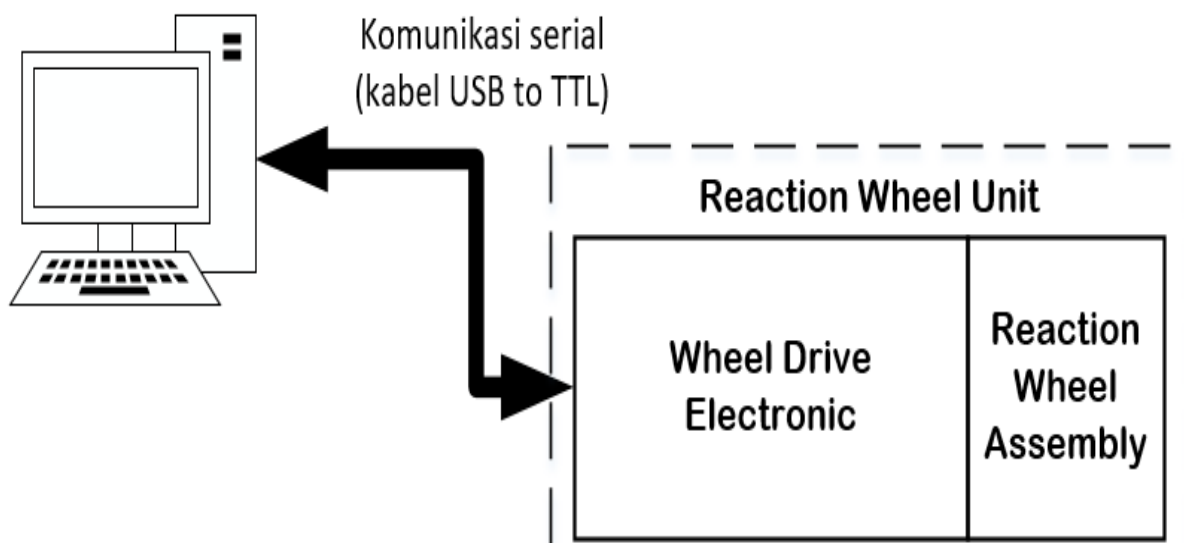 Komunikasi serial
(kabel USB to TTL)
Reaction Wheel Unit
Wheel Drive
Electronic
Reaction
Wheel
Assembly